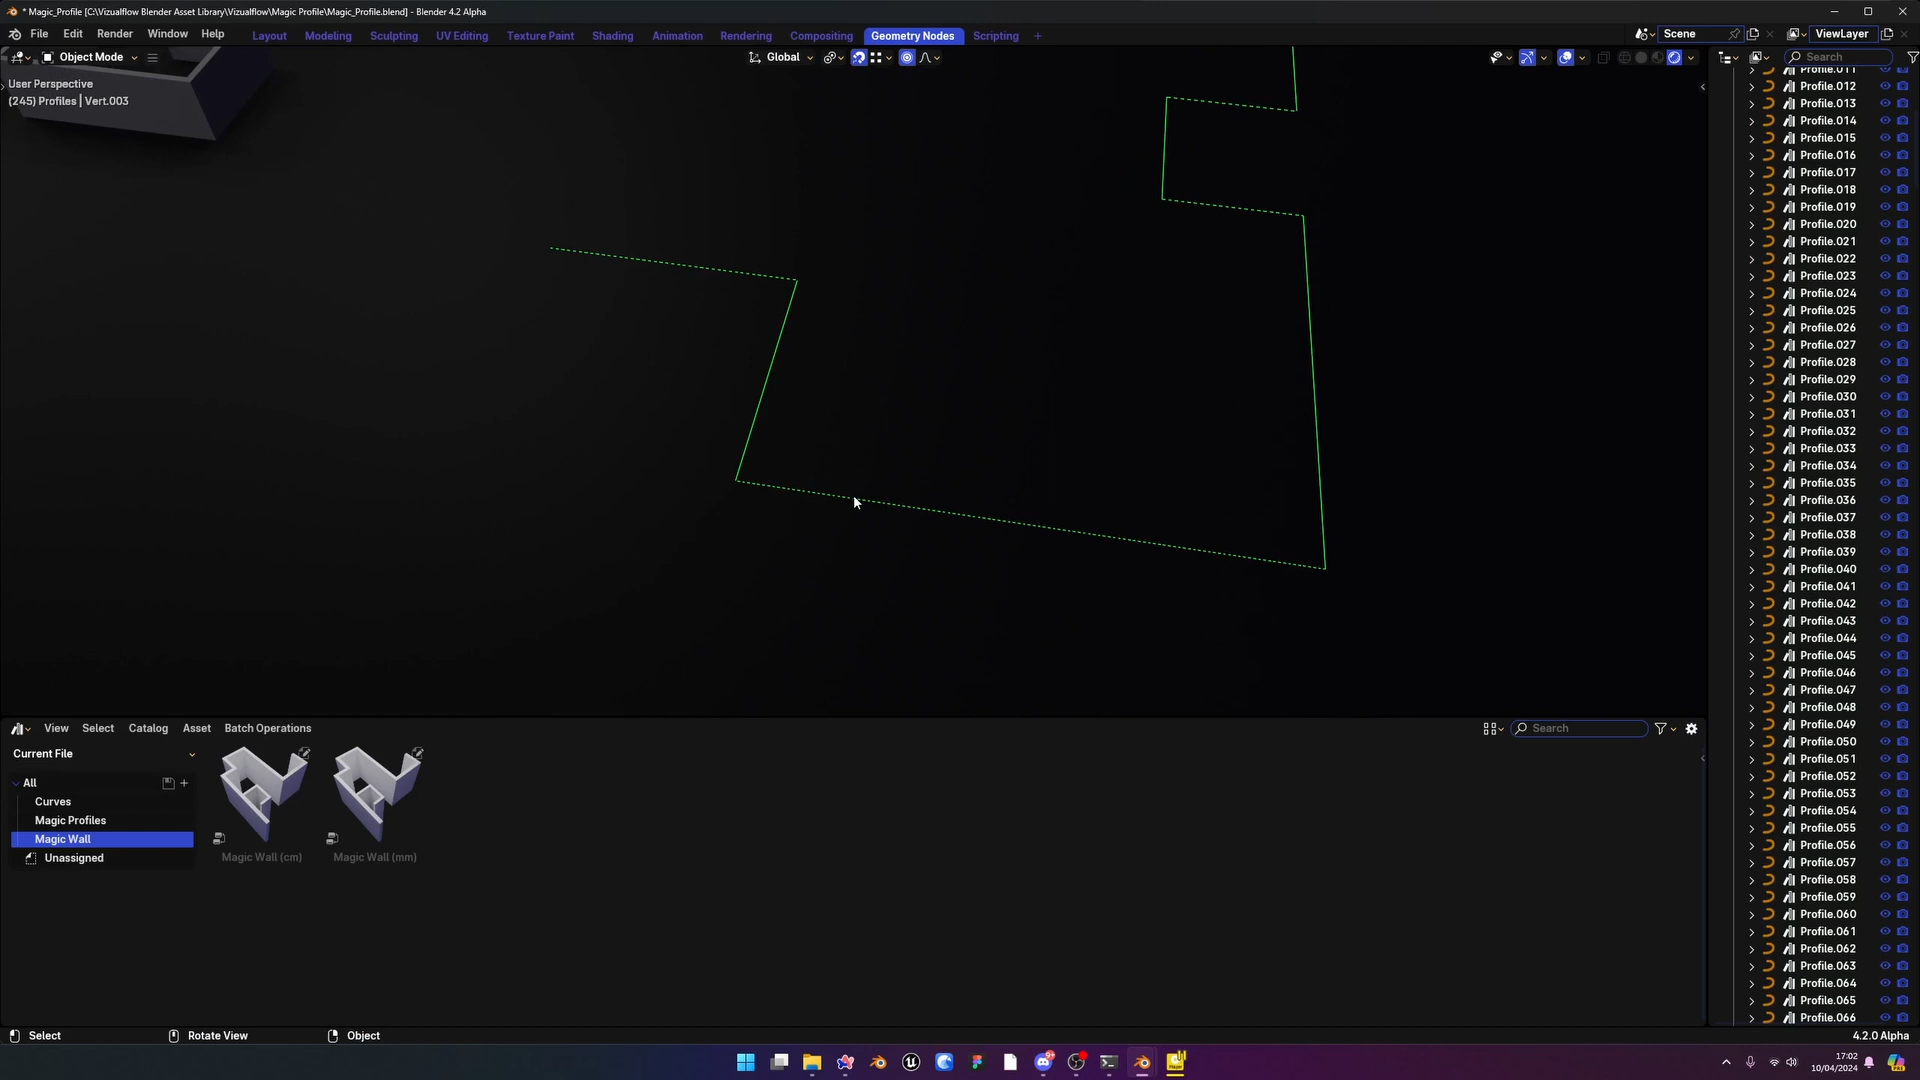 * Magic_Profile [C:\Vizualflow Blender Asset Library\Vizualflow\Magic Profile\Magic_Profile.blend] - Blender 4.2 Alpha
File Edit Render Window Help Layout Modeling Sculpting UV Editing Texture Paint Shading Animation Rendering Compositing Geometry Nodes Scripting + Scene ViewLayer
Object Mode Global Search
User Perspective
(245) Profiles | Vert.003
Profile.011
Profile.012
Profile.013
Profile.014
Profile.015
Profile.016
Profile.017
Profile.018
Profile.019
Profile.020
Profile.021
Profile.022
Profile.023
Profile.024
Profile.025
Profile.026
Profile.027
Profile.028
Profile.029
Profile.030
Profile.031
Profile.032
Profile.033
Profile.034
Profile.035
Profile.036
Profile.037
Profile.038
Profile.039
Profile.040
Profile.041
Profile.042
Profile.043
Profile.044
Profile.045
Profile.046
Profile.047
Profile.048
Profile.049
Profile.050
Profile.051
Profile.052
Profile.053
Profile.054
Profile.055
Profile.056
Profile.057
Profile.058
Profile.059
Profile.060
Profile.061
Profile.062
Profile.063
Profile.064
Profile.065
Profile.066
View Select Catalog Asset Batch Operations Search
Current File
All
Curves
Magic Profiles
Magic Wall
Unassigned
Magic Wall (cm) Magic Wall (mm)
Select Rotate View Object 4.2.0 Alpha
17:02
10/04/2024